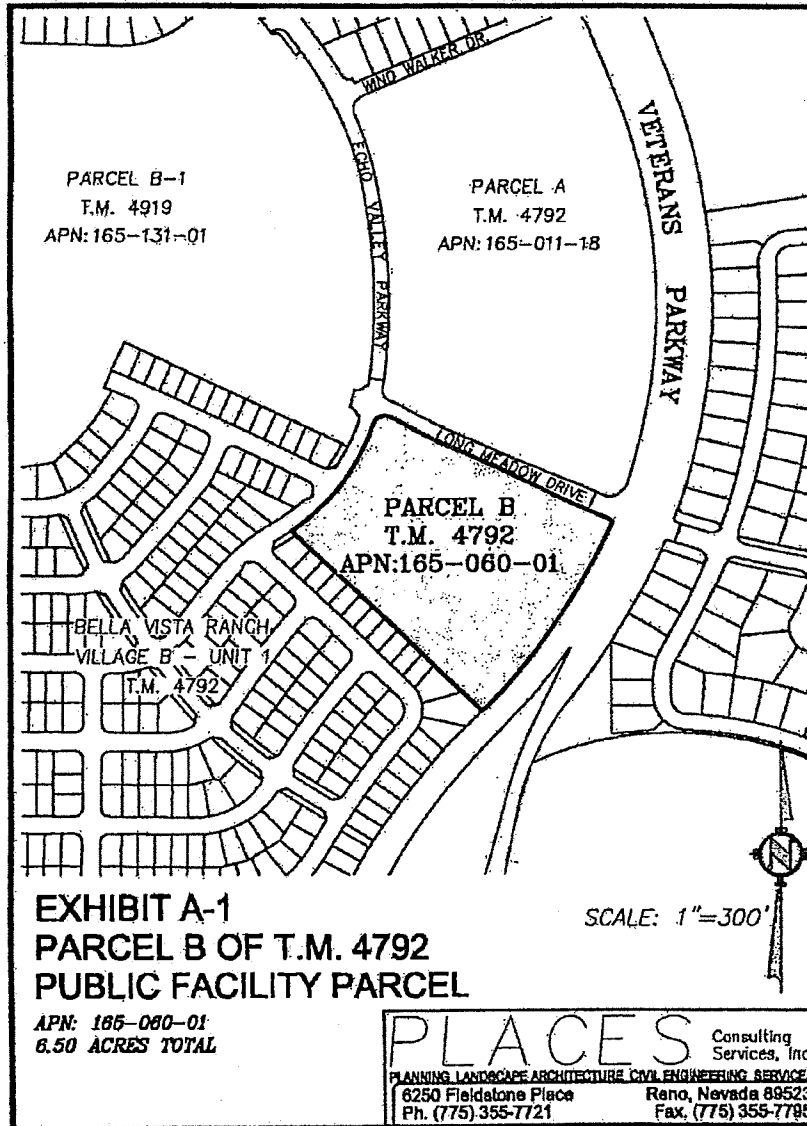 WIND WALKER DR.
ECHO VALLEY PARKWAY
VETERANS PARKWAY
PARCEL B-1
T.M. 4919
APN:165-131-01
PARCEL A
T.M. 4792
APN:165-011-18
LONG MEADOW DRIVE
PARCEL B
T.M. 4792
APN:165-060-01
BELLA VISTA RANCH
VILLAGE B - UNIT 1
T.M. 4792
N
EXHIBIT A-1
PARCEL B OF T.M. 4792
PUBLIC FACILITY PARCEL
APN: 165-060-01
6.50 ACRES TOTAL
SCALE: 1"=300'
PLACES Consulting
Services, Inc
PLANNING LANDSCAPE ARCHITECTURE CIVIL ENGINEERING SERVICE
6250 Fieldstone Place Reno, Nevada 89523
Ph. (775) 355-7721 Fax, (775) 355-7795